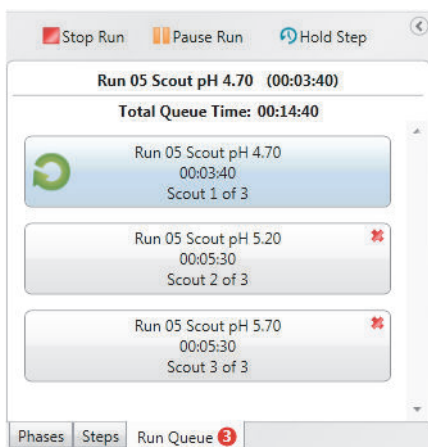 Stop Run Pause Run Hold Step
Run 05 Scout pH 4.70 (00:03:40)
Total Queue Time: 00:14:40
Run 05 Scout pH 4.70
00:03:40
Scout 1 of 3
Run 05 Scout pH 5.20
00:05:30
Scout 2 of 3
Run 05 Scout pH 5.70
00:05:30
Scout 3 of 3
Phases Steps Run Queue 3